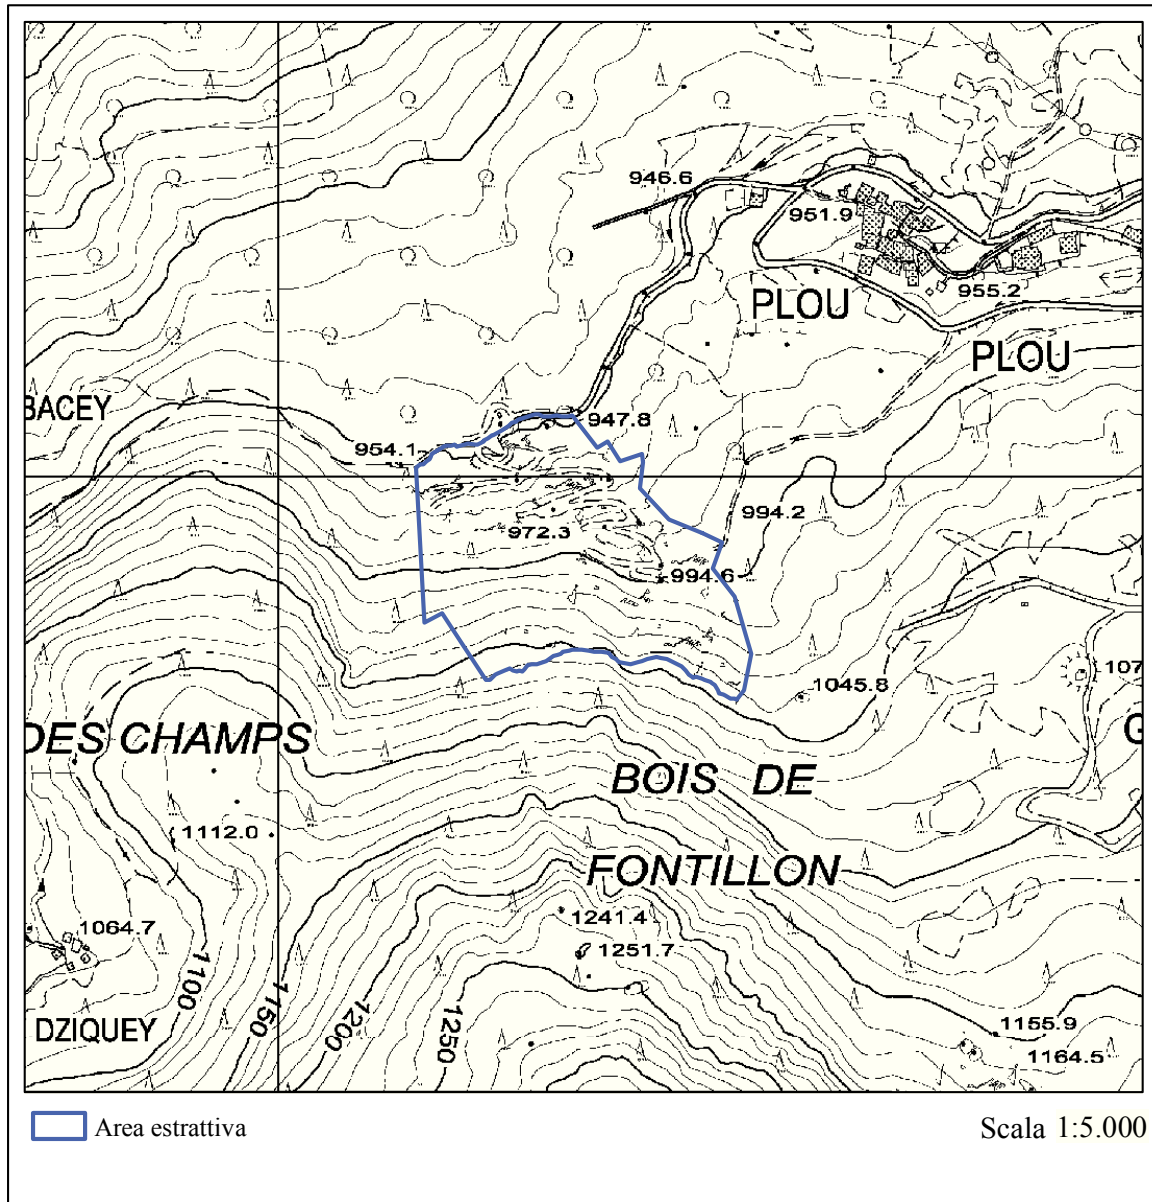 946.6
951.9
955.2
PLOU
PLOU
BACEY
947.8
954.1
994.2
972.3
994.6
1045.8
107
DES CHAMPS
G
BOIS DE
1112.0
FONTILLON
1241.4
1064.7
1251.7
1100
1150
1200
1250
DZIQUEY
1155.9
1164.5
Area estrattiva
Scala 1:5.000